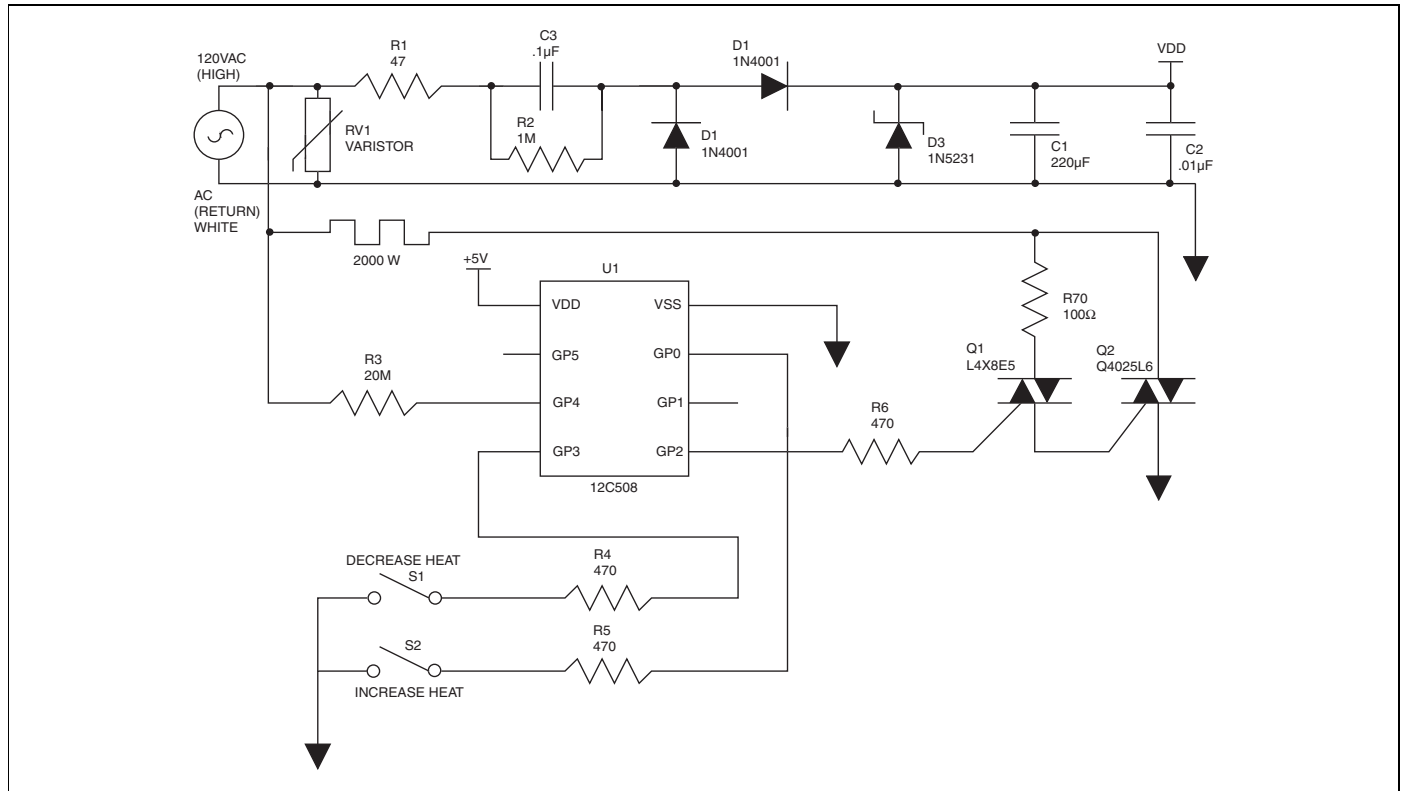 120VAC
(HIGH)
R1
47
C3
.1µF
D1
1N4001
VDD
RV1
VARISTOR
R2
1M
D1
1N4001
D3
1N5231
C1
220µF
C2
.01µF
AC
(RETURN)
WHITE
2000 W
+5V
U1
VDD
VSS
GP5
GP0
GP4
GP1
GP3
GP2
12C508
R3
20M
R70
100Ω
Q1
L4X8E5
Q2
Q4025L6
R6
470
DECREASE HEAT
S1
R4
470
S2
INCREASE HEAT
R5
470